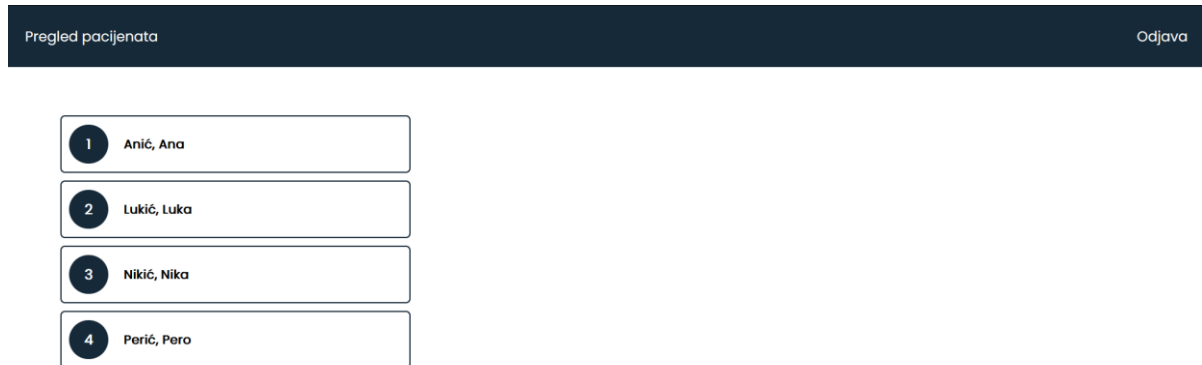 Pregled pacijenata Odjava
1 Anić, Ana
2 Lukić, Luka
3 Nikić, Nika
4 Perić, Pero